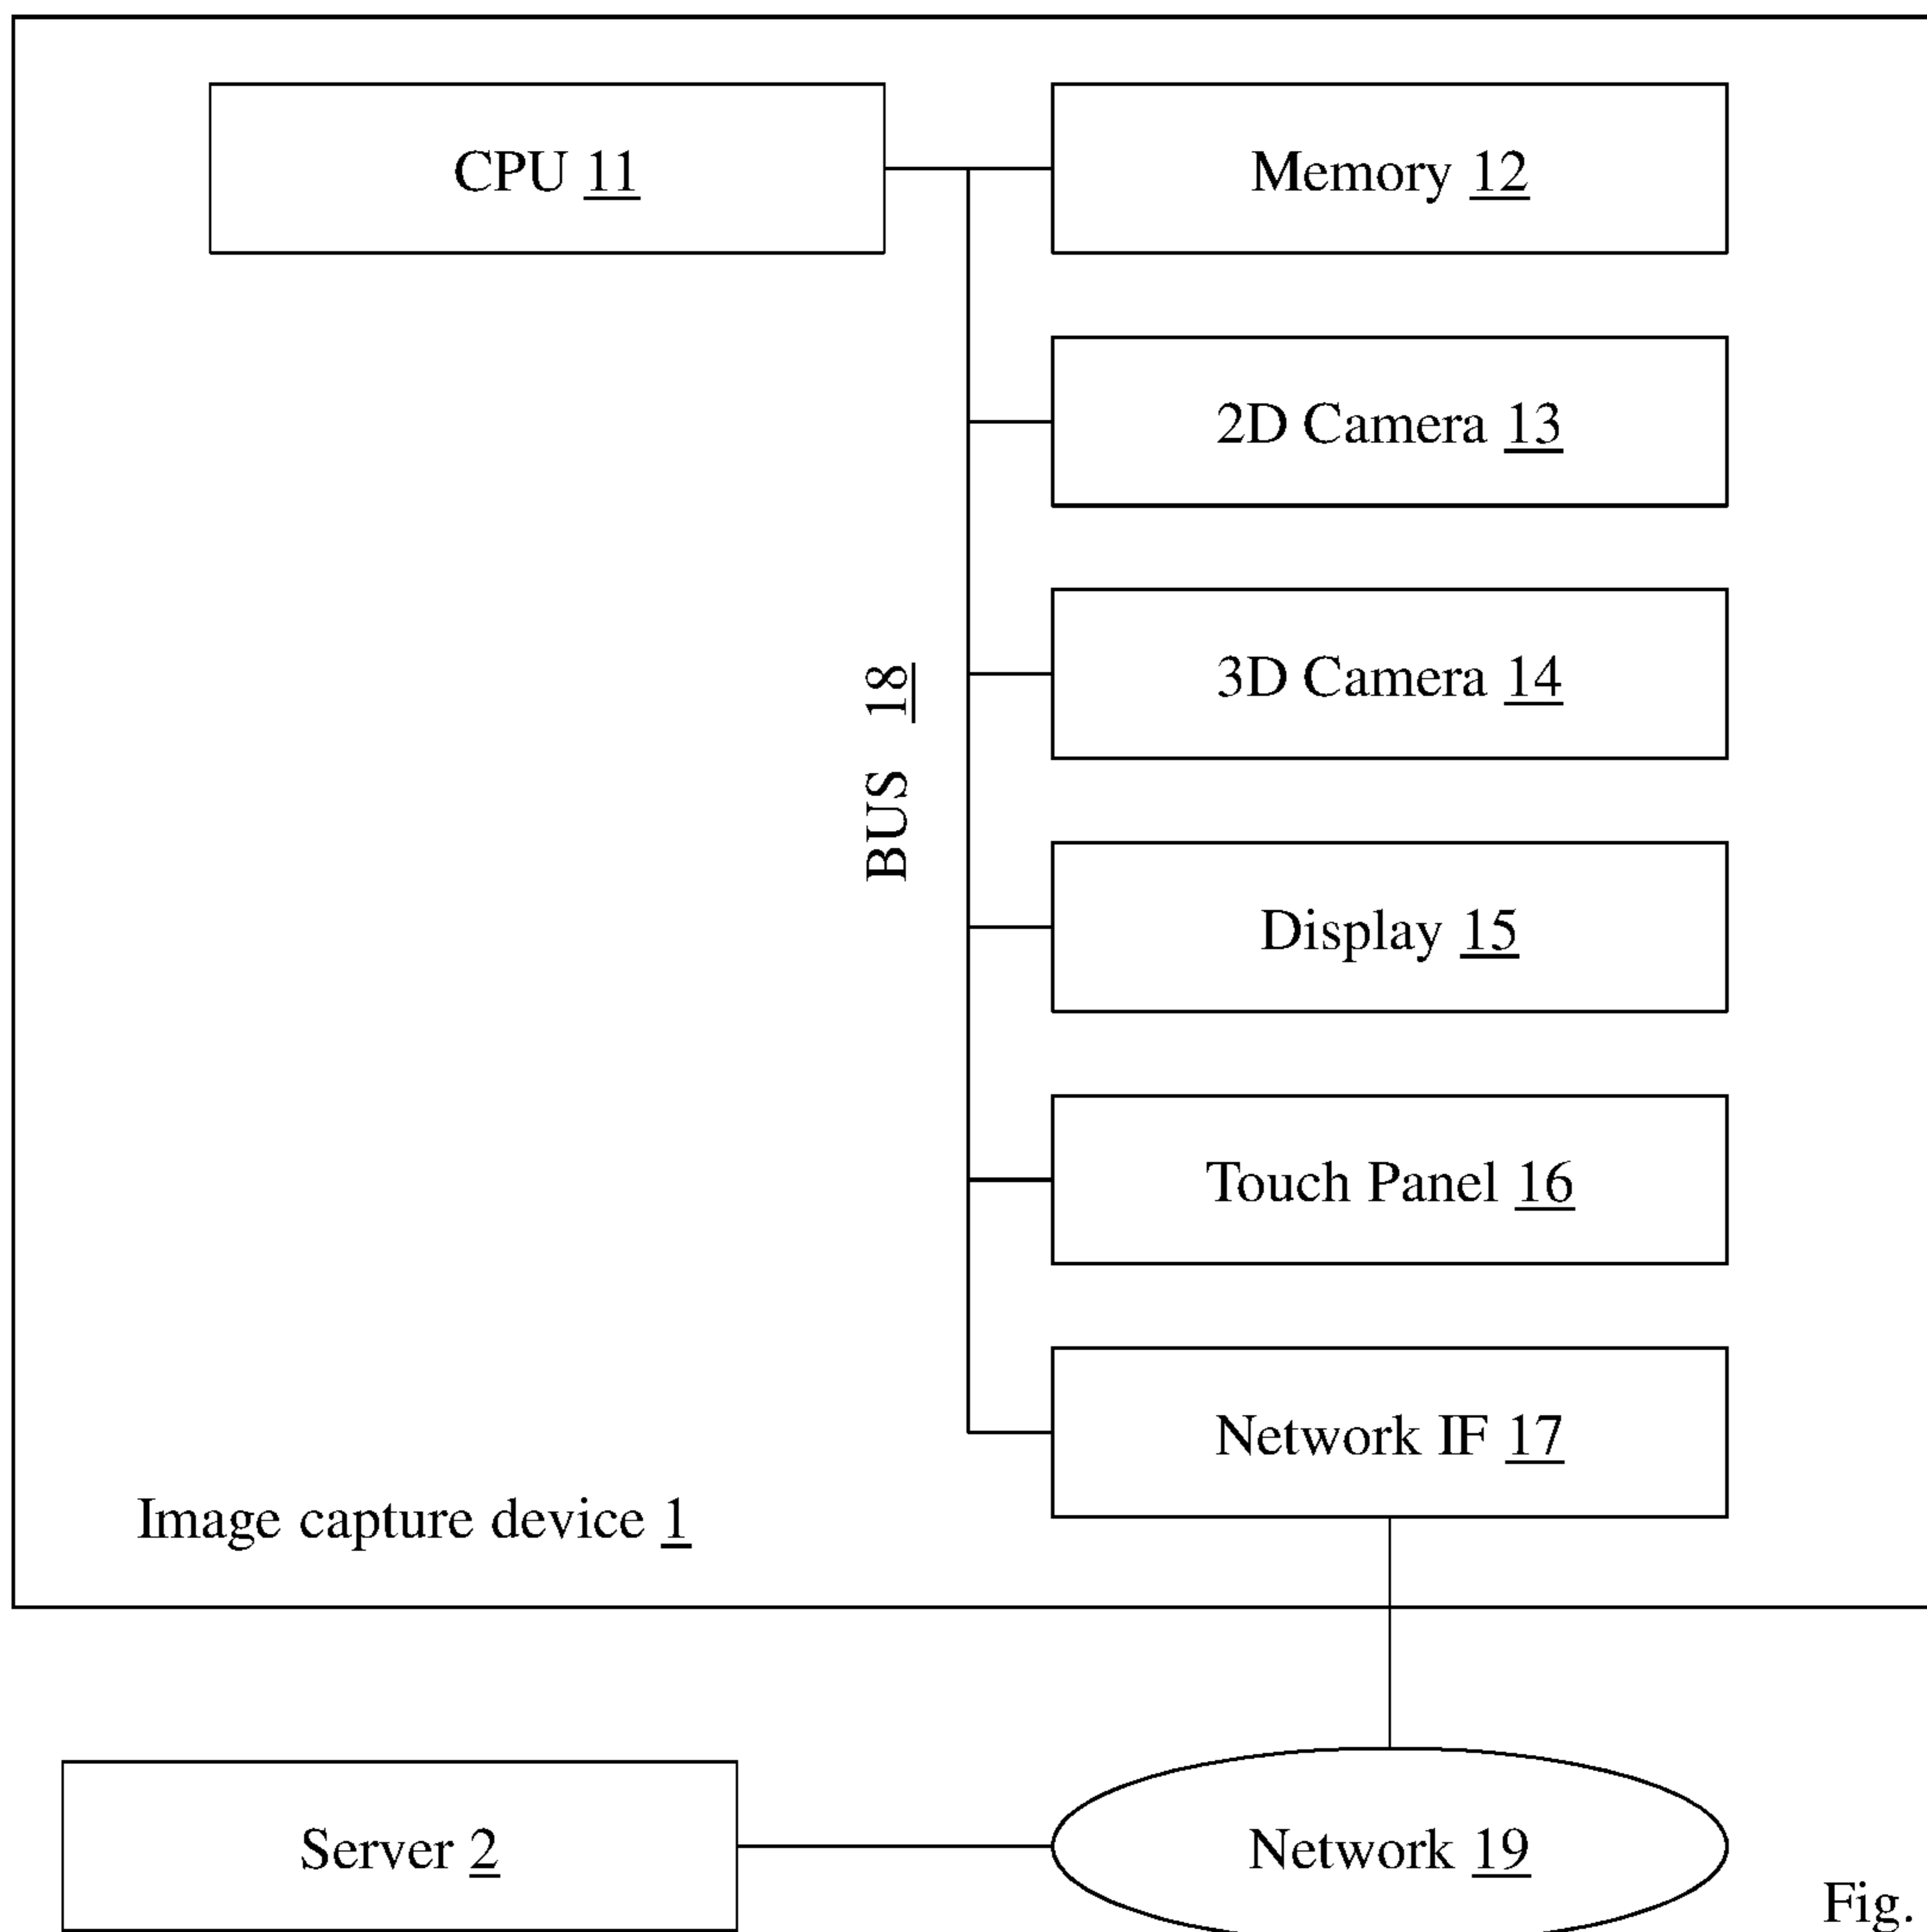 CPU 11
Memory 12
2D Camera 13
3D Camera 14
BUS 18
Display 15
Touch Panel 16
Network IF 17
Image capture device 1
Server 2
Network 19
Fig.